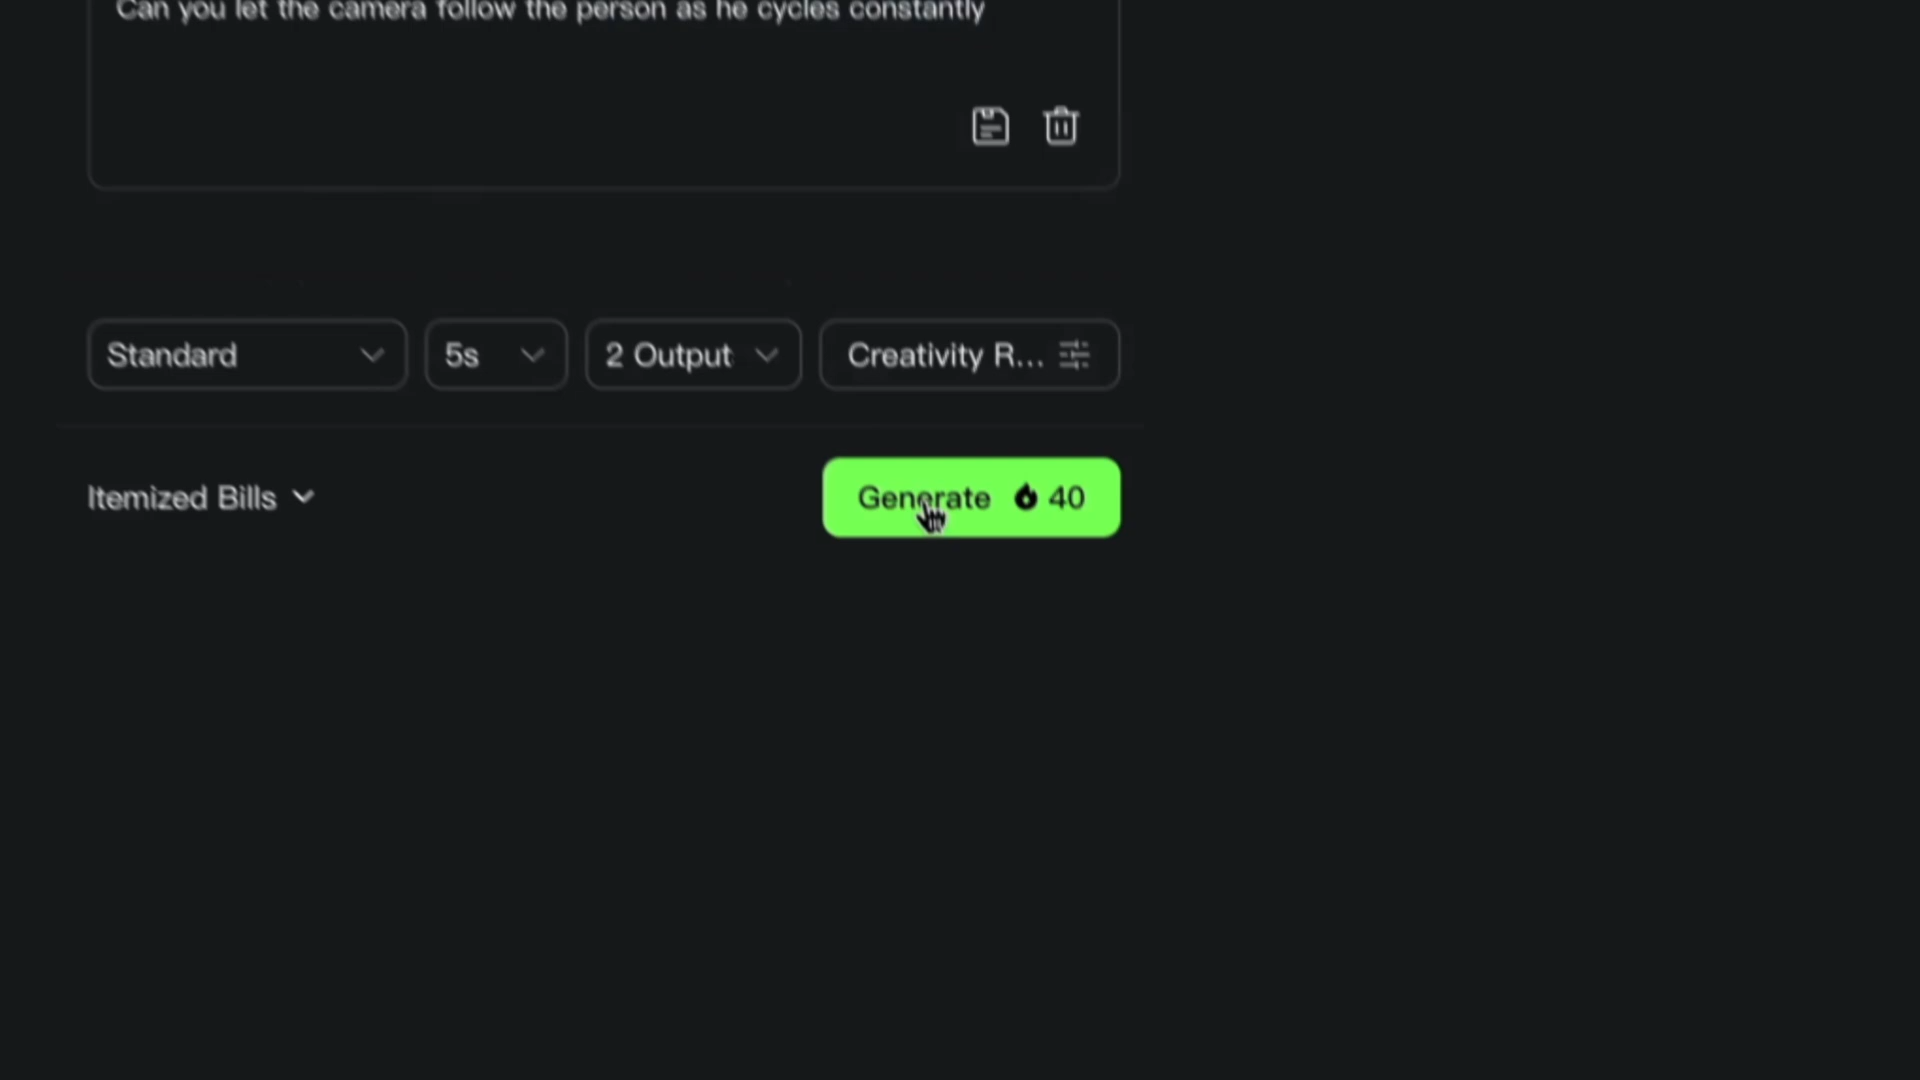 Can you let the camera follow the person as he cycles constantly
Standard
5s
2 Output
Creativity R...
Itemized Bills
Generate 40